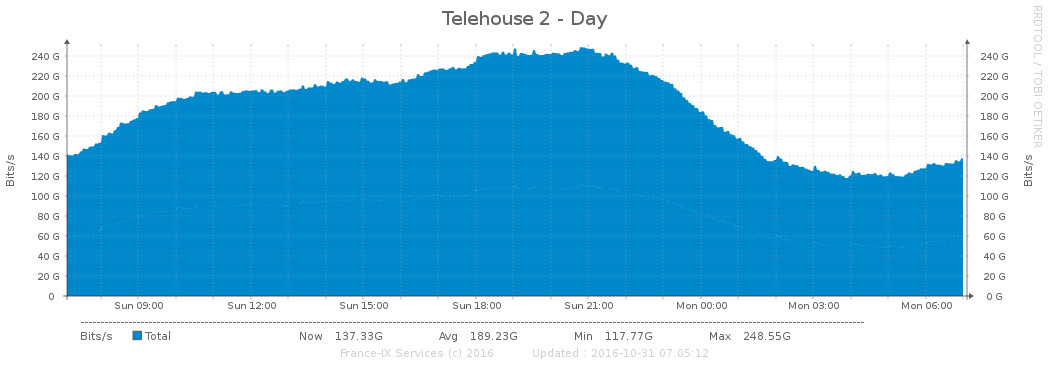 Telehouse 2 - Day
RRDTOOL / TOBI OETIKER
Bits/s
240 G
220 G
200 G
180 G
160 G
140 G
120 G
100 G
80 G
60 G
40 G
20 G
0
240 G
220 G
200 G
180 G
160 G
140 G
120 G
100 G
80 G
60 G
40 G
20 G
0 G
Bits/s
Sun 09:00 Sun 12:00 Sun 15:00 Sun 18:00 Sun 21:00 Mon 00:00 Mon 03:00 Mon 06:00
Bits/s Total Now 137.33G Avg 189.23G Min 117.77G Max 248.55G
France-IX Services (c) 2016 Updated : 2016-10-31 07:05:12